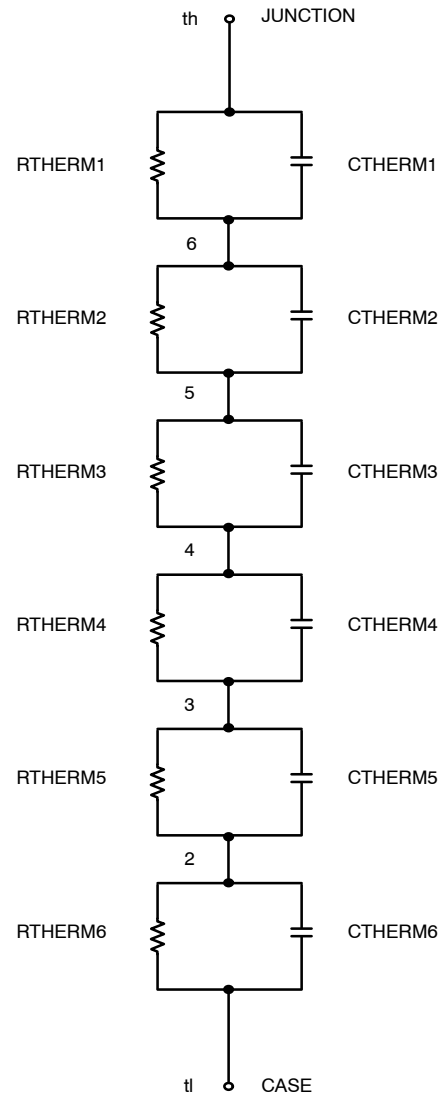 th JUNCTION
RTHERM1 CTHERM1
6
RTHERM2 CTHERM2
5
RTHERM3 CTHERM3
4
RTHERM4 CTHERM4
3
RTHERM5 CTHERM5
2
RTHERM6 CTHERM6
tl CASE